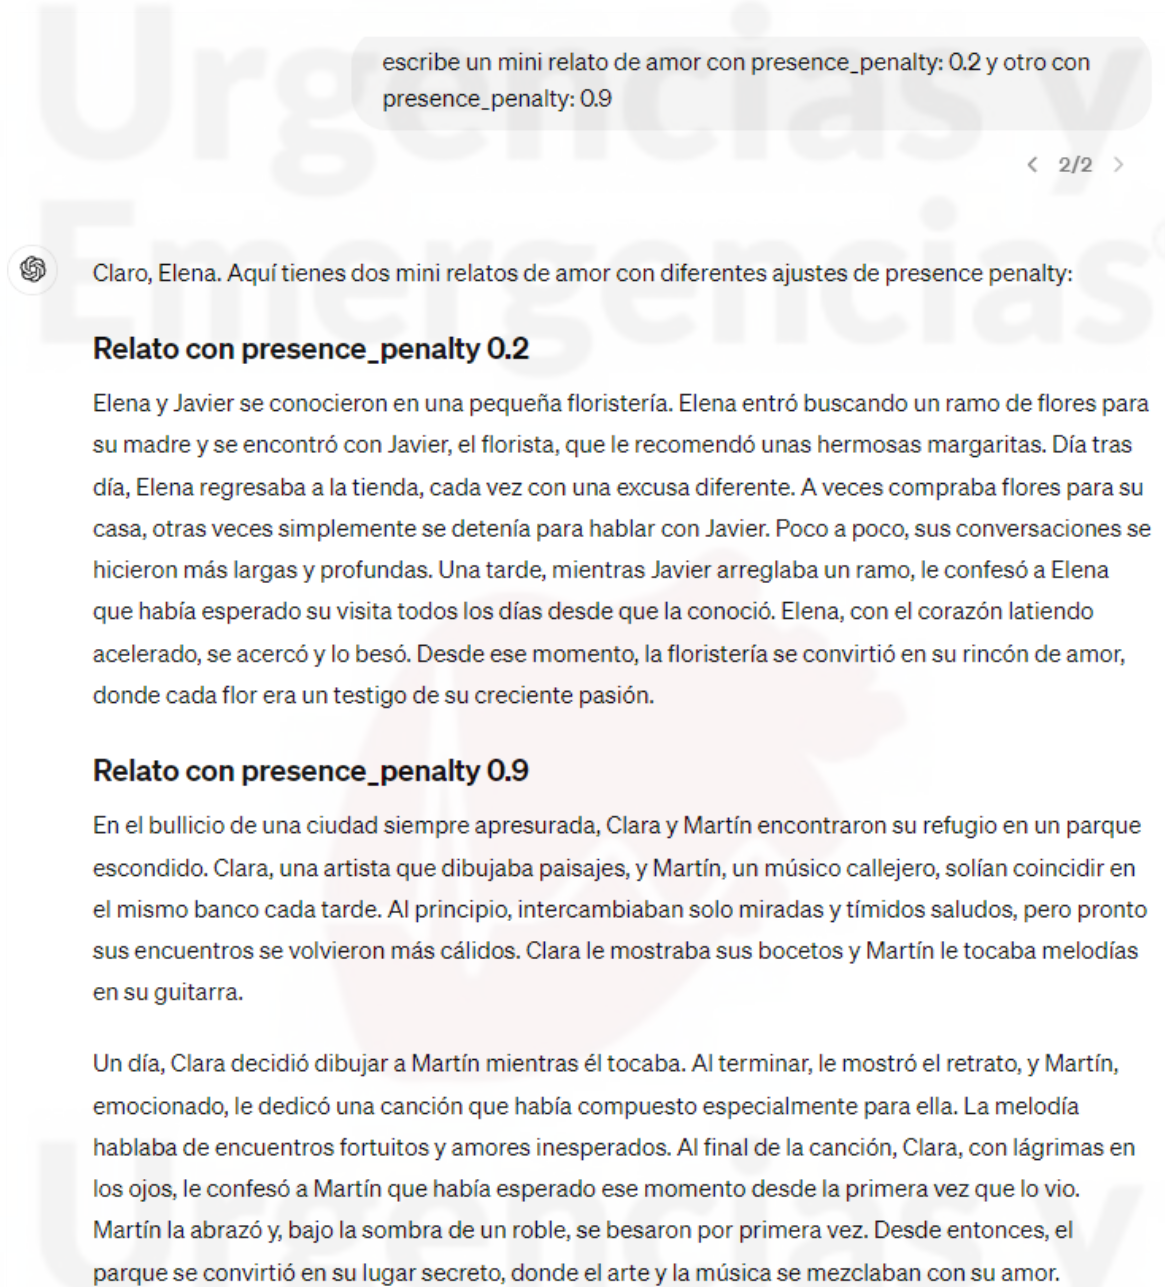 Urgencias y
Emergencias
escribe un mini relato de amor con presence_penalty: 0.2 y otro con
presence_penalty: 0.9
< 2/2 >
Claro, Elena. Aquí tienes dos mini relatos de amor con diferentes ajustes de presence penalty:
Relato con presence_penalty 0.2
Elena y Javier se conocieron en una pequeña floristería. Elena entró buscando un ramo de flores para
su madre y se encontró con Javier, el florista, que le recomendó unas hermosas margaritas. Día tras
día, Elena regresaba a la tienda, cada vez con una excusa diferente. A veces compraba flores para su
casa, otras veces simplemente se detenía para hablar con Javier. Poco a poco, sus conversaciones se
hicieron más largas y profundas. Una tarde, mientras Javier arreglaba un ramo, le confesó a Elena
que había esperado su visita todos los días desde que la conoció. Elena, con el corazón latiendo
acelerado, se acercó y lo besó. Desde ese momento, la floristería se convirtió en su rincón de amor,
donde cada flor era un testigo de su creciente pasión.
Relato con presence_penalty 0.9
En el bullicio de una ciudad siempre apresurada, Clara y Martín encontraron su refugio en un parque
escondido. Clara, una artista que dibujaba paisajes, y Martín, un músico callejero, solían coincidir en
el mismo banco cada tarde. Al principio, intercambiaban solo miradas y tímidos saludos, pero pronto
sus encuentros se volvieron más cálidos. Clara le mostraba sus bocetos y Martín le tocaba melodías
en su guitarra.
Un día, Clara decidió dibujar a Martín mientras él tocaba. Al terminar, le mostró el retrato, y Martín,
emocionado, le dedicó una canción que había compuesto especialmente para ella. La melodía
hablaba de encuentros fortuitos y amores inesperados. Al final de la canción, Clara, con lágrimas en
los ojos, le confesó a Martín que había esperado ese momento desde la primera vez que lo vio.
Martín la abrazó y, bajo la sombra de un roble, se besaron por primera vez. Desde entonces, el
parque se convirtió en su lugar secreto, donde el arte y la música se mezclaban con su amor.
Urgencias y